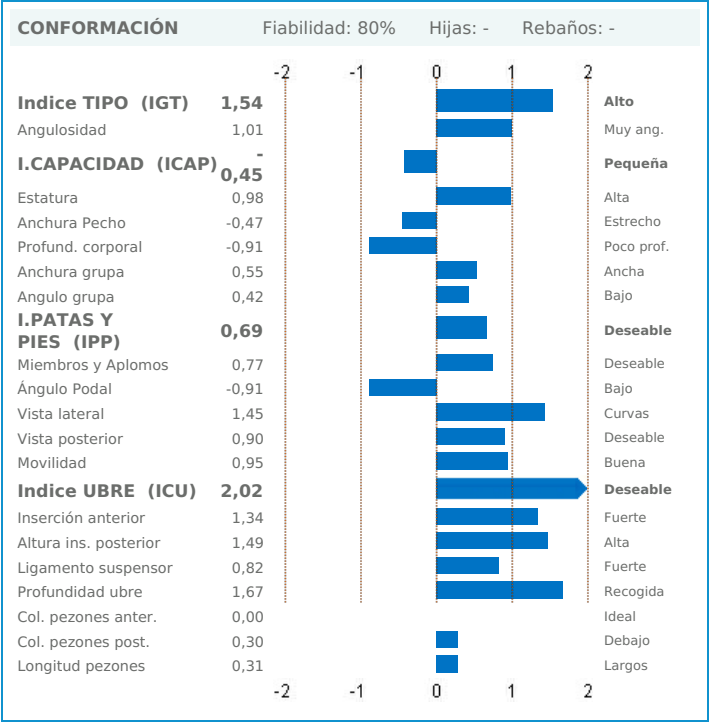 CONFORMACIÓN Fiabilidad: 80% Hijas: - Rebaños: -
-2 -1 0 1 2
Indice TIPO (IGT) 1,54 Alto
Angulosidad 1,01 Muy ang.
I.CAPACIDAD (ICAP) -0,45 Pequeña
Estatura 0,98 Alta
Anchura Pecho -0,47 Estrecho
Profund. corporal -0,91 Poco prof.
Anchura grupa 0,55 Ancha
Angulo grupa 0,42 Bajo
I.PATAS Y
PIES (IPP) 0,69 Deseable
Miembros y Aplomos 0,77 Deseable
Ángulo Podal -0,91 Bajo
Vista lateral 1,45 Curvas
Vista posterior 0,90 Deseable
Movilidad 0,95 Buena
Indice UBRE (ICU) 2,02 Deseable
Inserción anterior 1,34 Fuerte
Altura ins. posterior 1,49 Alta
Ligamento suspensor 0,82 Fuerte
Profundidad ubre 1,67 Recogida
Col. pezones anter. 0,00 Ideal
Col. pezones post. 0,30 Debajo
Longitud pezones 0,31 Largos
-2 -1 0 1 2